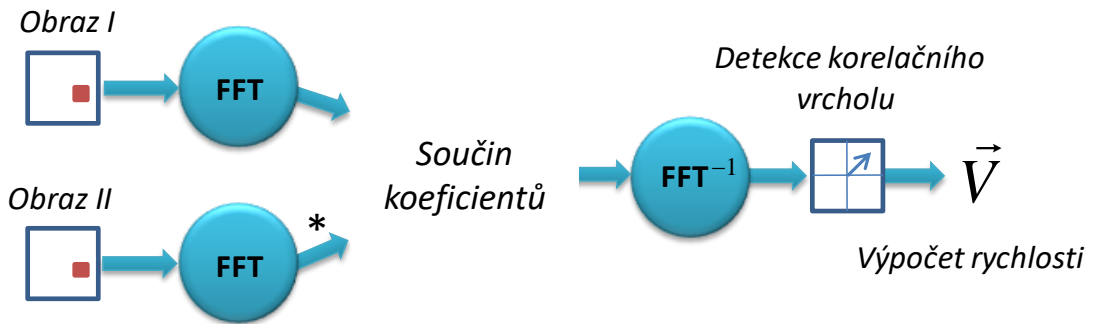 Obraz I
FFT
Obraz II
FFT
*
Součin
koeficientů
FFT⁻¹
Detekce korelačního
vrcholu
V⃗
Výpočet rychlosti